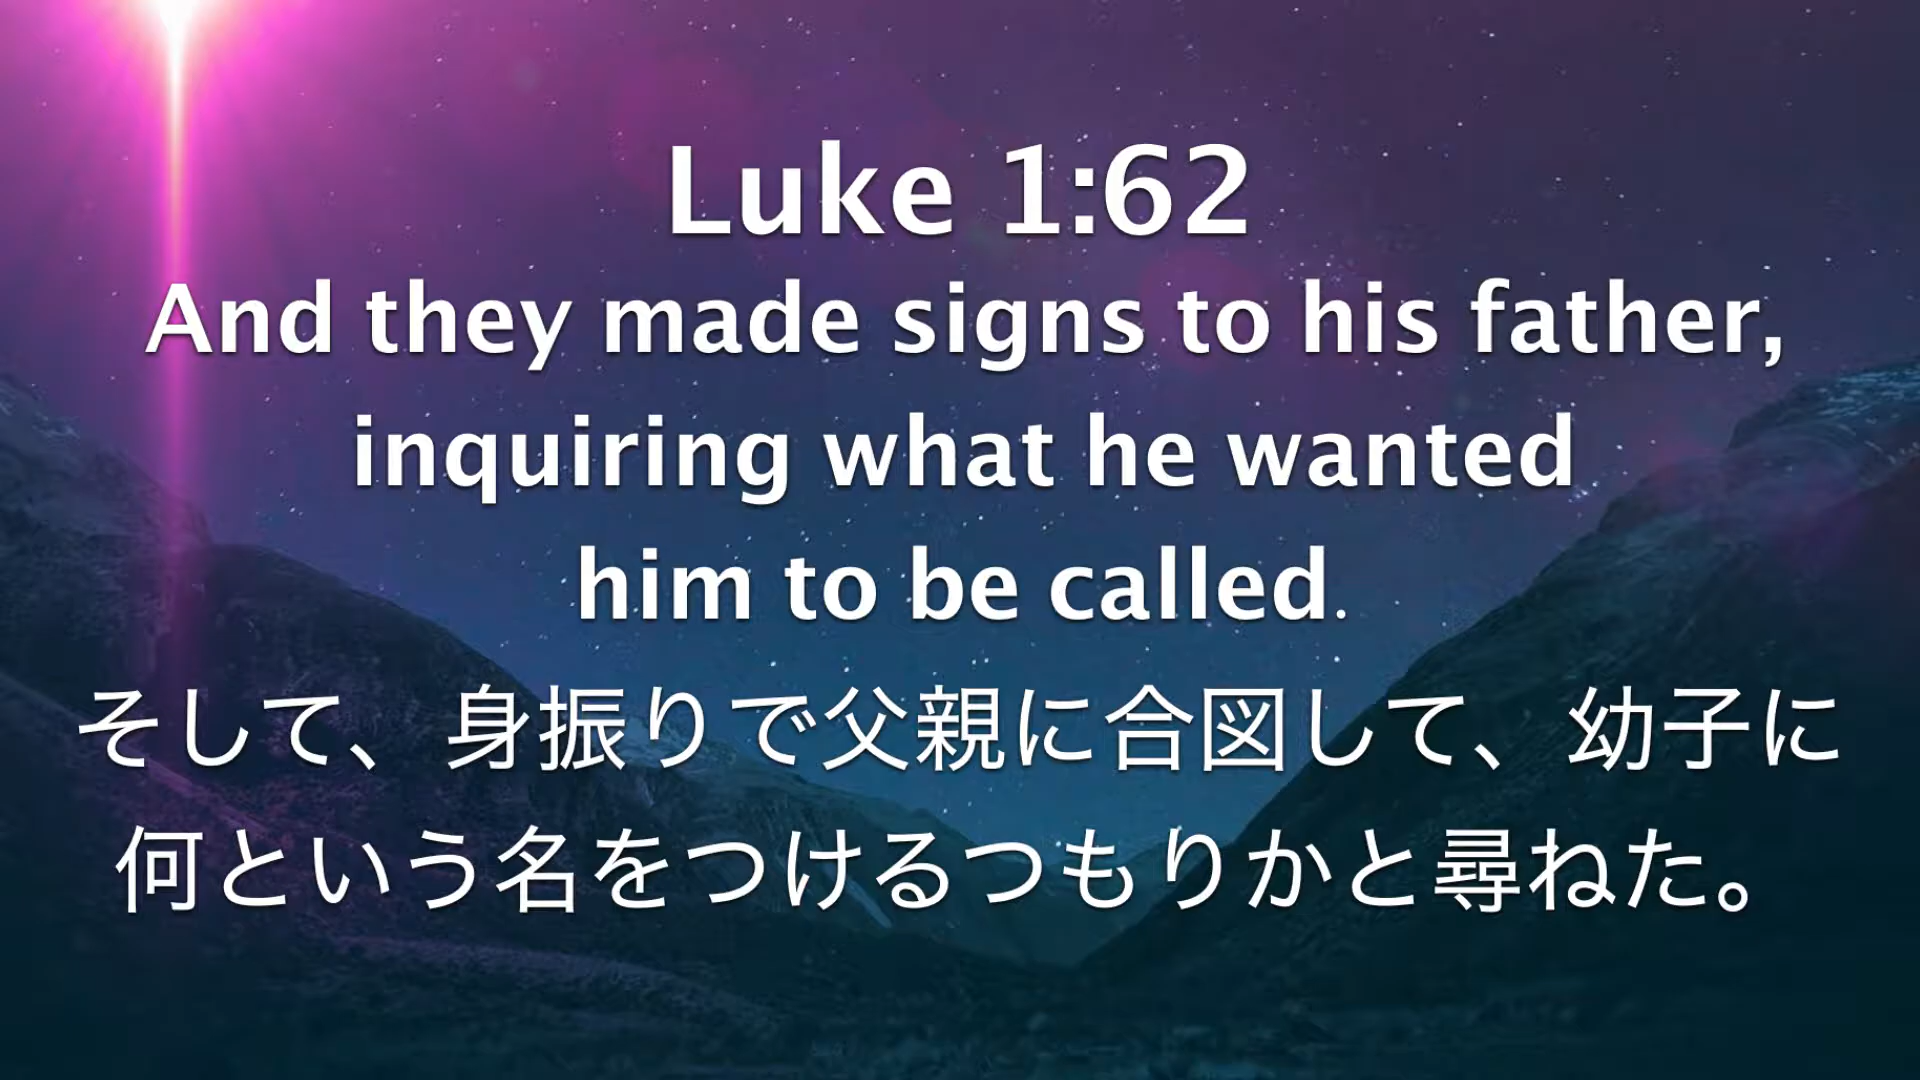 Luke 1:62
And they made signs to his father,
inquiring what he wanted
him to be called.
そして、身振りで父親に合図して、幼子に
何という名をつけるつもりかと尋ねた。